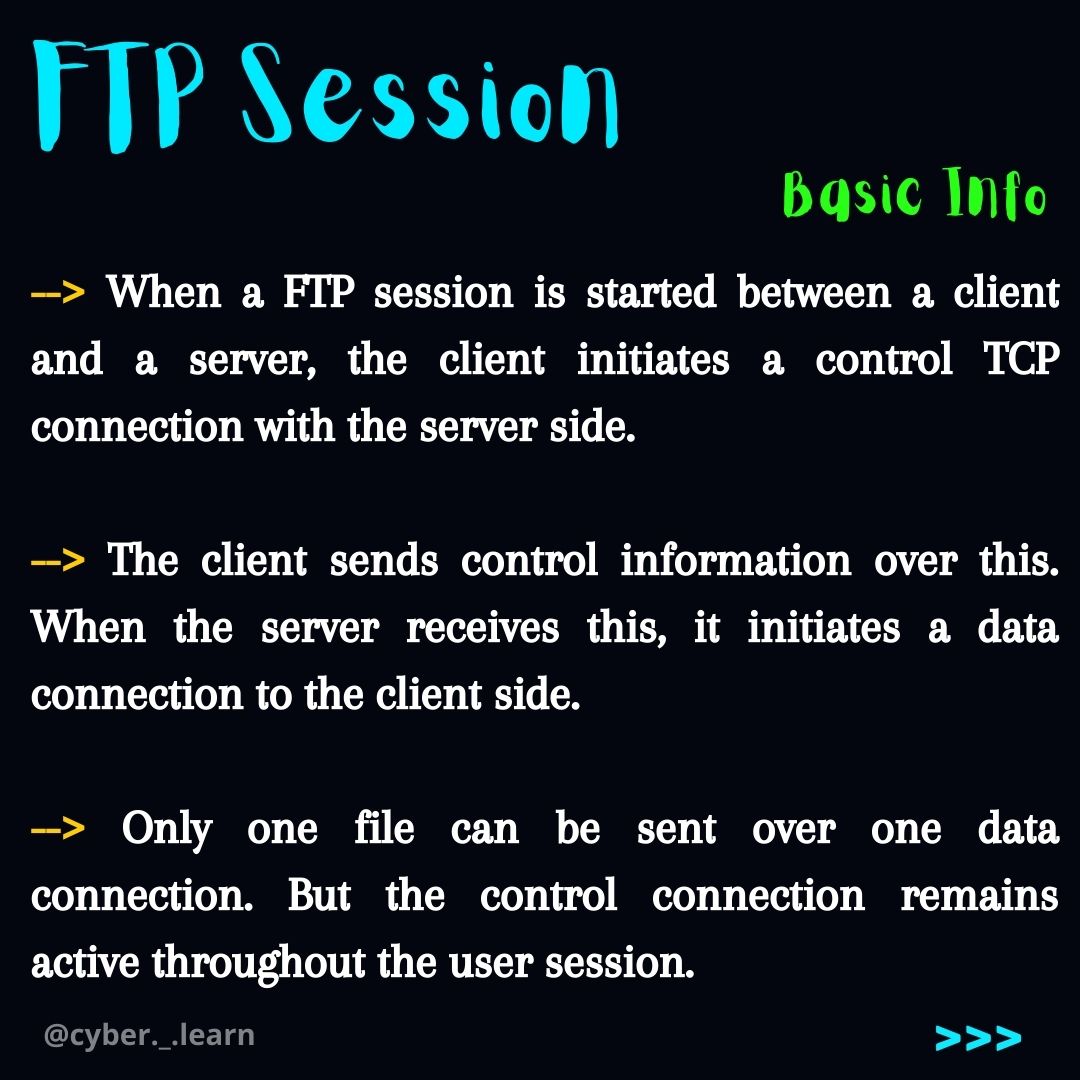 FTP Session
Basic Info
--> When a FTP session is started between a client
and a server, the client initiates a control TCP
connection with the server side.
--> The client sends control information over this.
When the server receives this, it initiates a data
connection to the client side.
--> Only one file can be sent over one data
connection. But the control connection remains
active throughout the user session.
@cyber._.learn
>>>